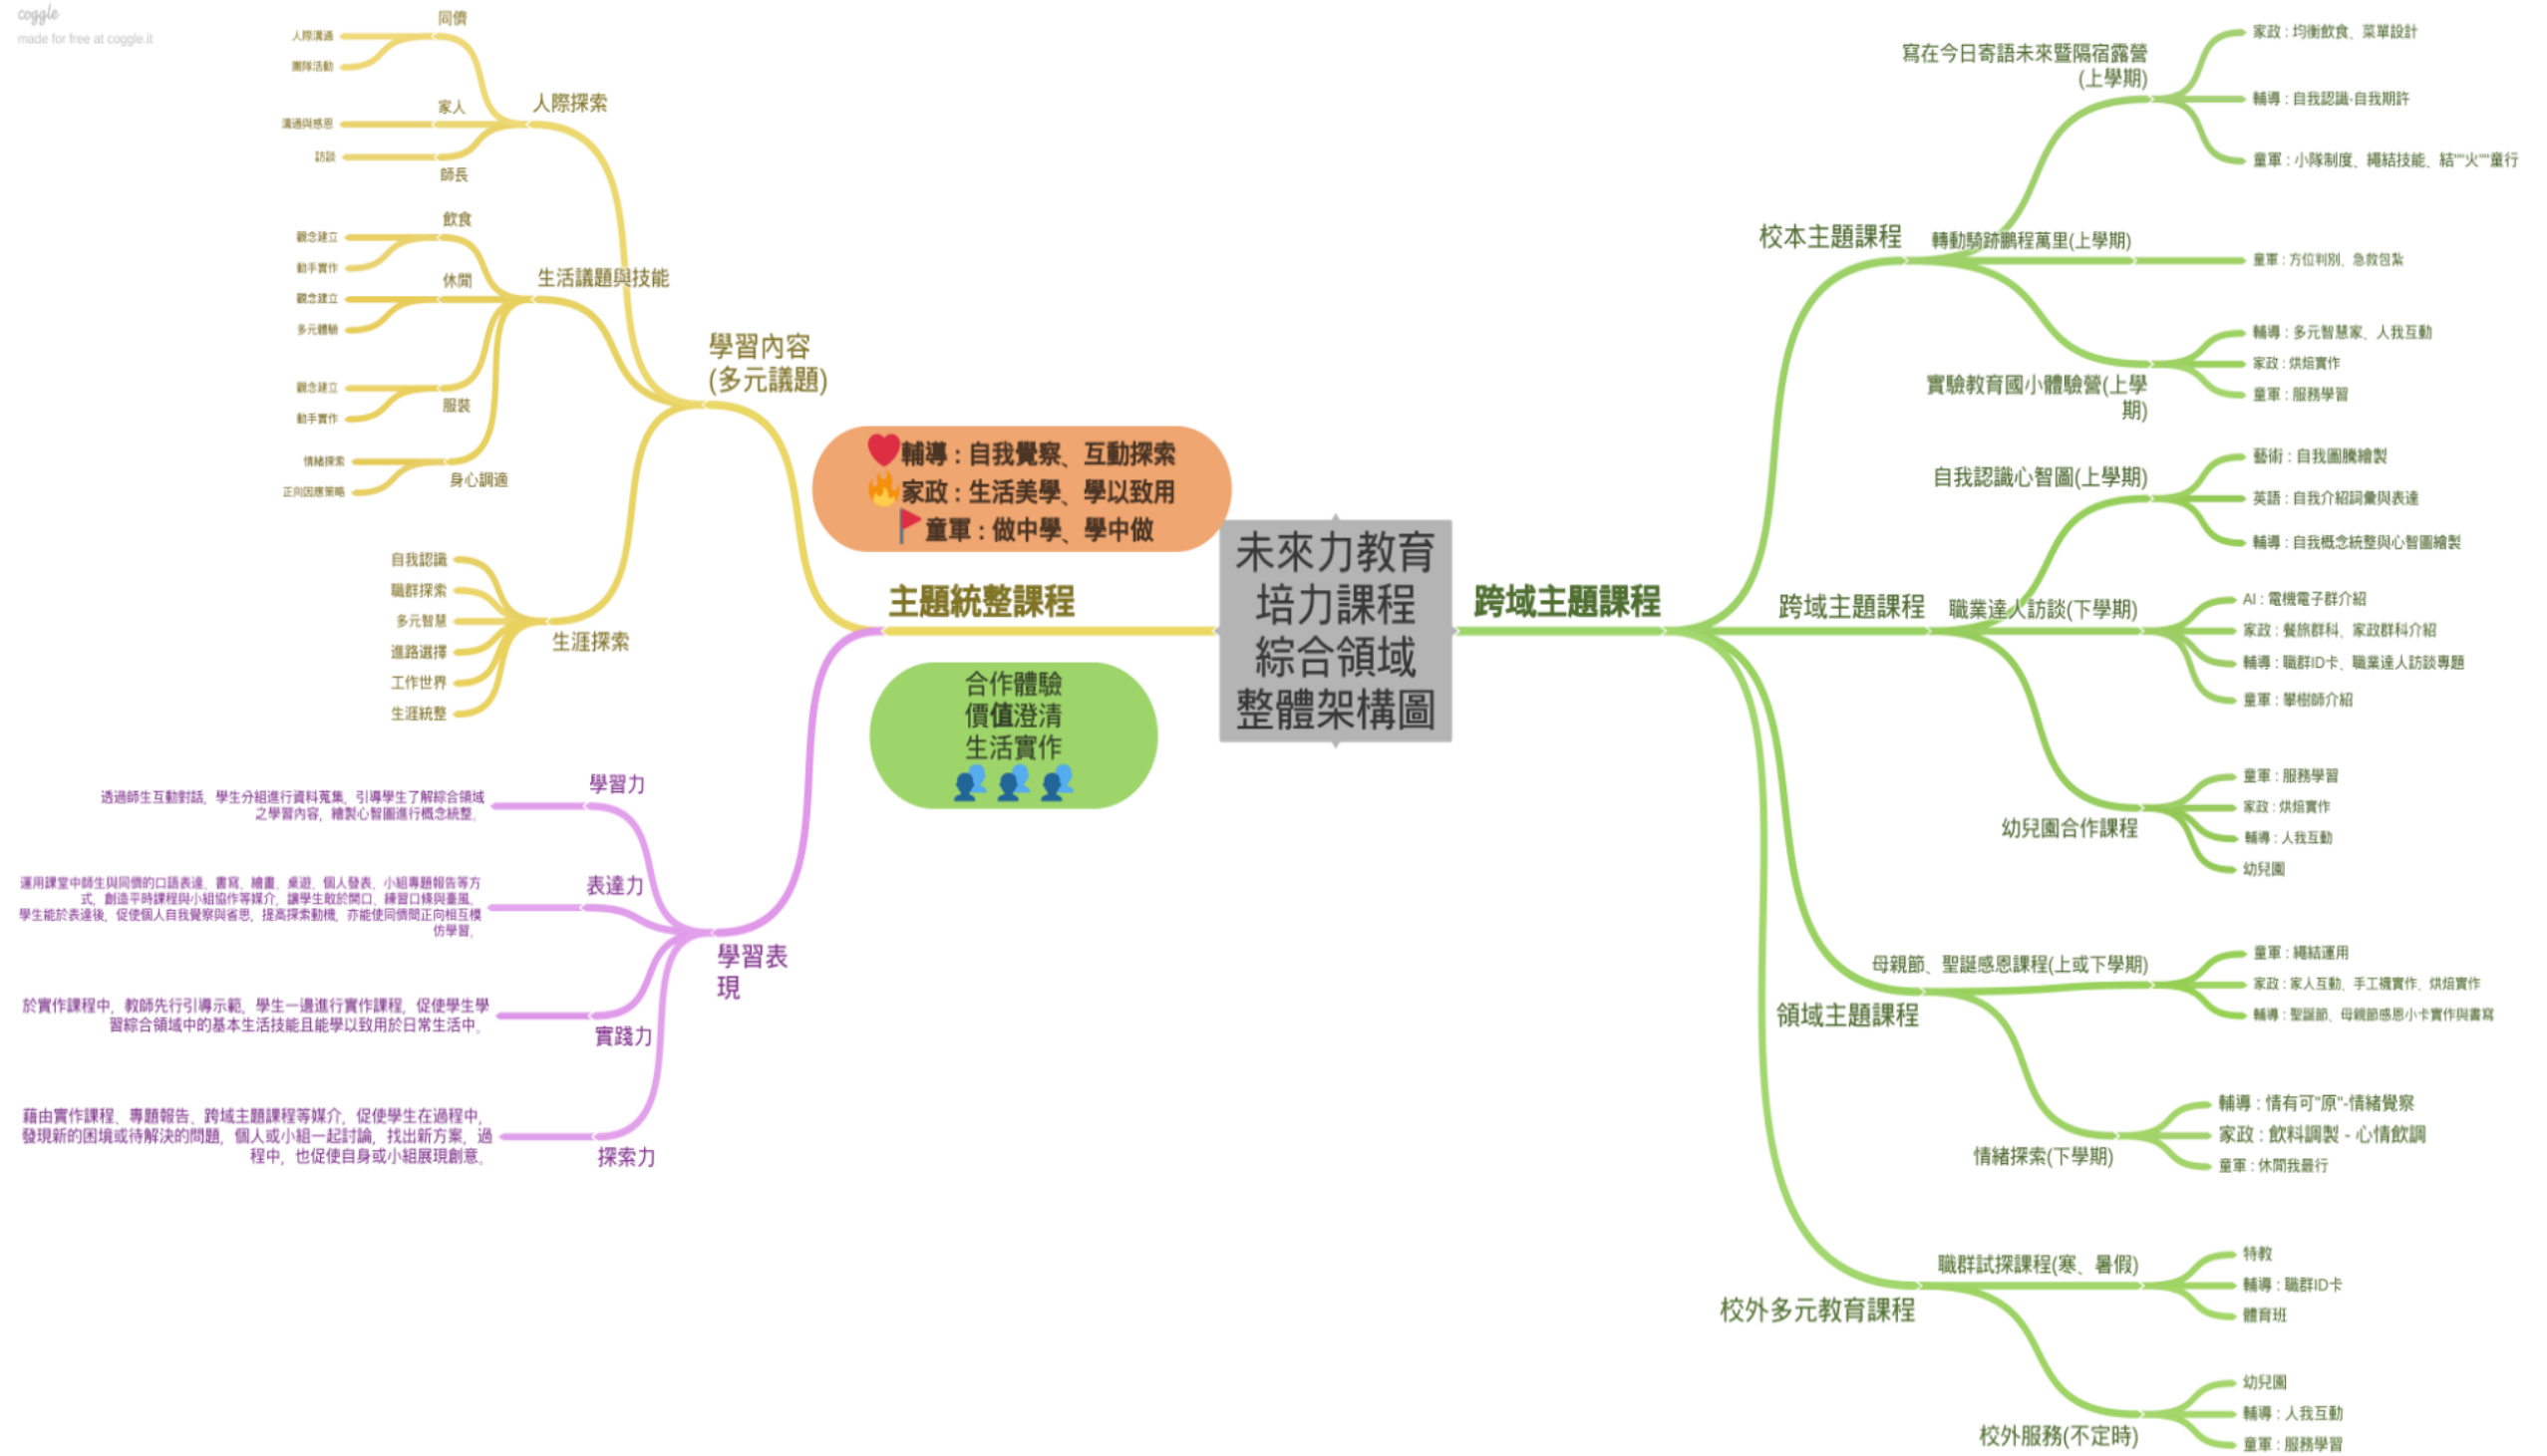 coggle
made for free at coggle.it
同儕
人際溝通
團隊活動
家人
溝通與感恩
訪談
師長
人際探索
飲食
觀念建立
動手實作
休閒
觀念建立
多元體驗
觀念建立
動手實作
服裝
情緒探索
正向因應策略
身心調適
生活議題與技能
自我認識
職群探索
多元智慧
進路選擇
工作世界
生涯統整
生涯探索
學習內容
(多元議題)
❤️輔導 : 自我覺察、互動探索
🔥家政 : 生活美學、學以致用
🚩童軍 : 做中學、學中做
主題統整課程
合作體驗
價值澄清
生活實作
👥 👥 👥
學習力
透過師生互動對話，學生分組進行資料蒐集，引導學生了解綜合領域
之學習內容，繪製心智圖進行概念統整。
表達力
運用課堂中師生與同儕的口語表達、書寫、繪畫、桌遊、個人發表、小組專題報告等方
式，創造平時課程與小組協作等媒介，讓學生敢於開口、練習口條與臺風。
學生能於表達後，促使個人自我覺察與省思，提高探索動機，亦能使同儕間正向相互模
仿學習。
學習表
現
於實作課程中，教師先行引導示範，學生一邊進行實作課程，促使學生學
習綜合領域中的基本生活技能且能學以致用於日常生活中。
實踐力
藉由實作課程、專題報告、跨域主題課程等媒介，促使學生在過程中，
發現新的困境或待解決的問題，個人或小組一起討論，找出新方案，過
程中，也促使自身或小組展現創意。
探索力
未來力教育
培力課程
綜合領域
整體架構圖
跨域主題課程
校本主題課程
寫在今日寄語未來暨隔宿露營
(上學期)
家政 : 均衡飲食、菜單設計
輔導 : 自我認識-自我期許
童軍 : 小隊制度、繩結技能、結""火""童行
轉動騎跡鵬程萬里(上學期)
童軍 : 方位判別、急救包紮
實驗教育國小體驗營(上學
期)
輔導 : 多元智慧家、人我互動
家政 : 烘焙實作
童軍 : 服務學習
跨域主題課程
自我認識心智圖(上學期)
藝術 : 自我圖騰繪製
英語 : 自我介紹詞彙與表達
輔導 : 自我概念統整與心智圖繪製
職業達人訪談(下學期)
AI : 電機電子群介紹
家政 : 餐旅群科、家政群科介紹
輔導 : 職群ID卡、職業達人訪談專題
童軍 : 攀樹師介紹
幼兒園合作課程
童軍 : 服務學習
家政 : 烘焙實作
輔導 : 人我互動
幼兒園
領域主題課程
母親節、聖誕感恩課程(上或下學期)
童軍 : 繩結運用
家政 : 家人互動、手工襪實作、烘焙實作
輔導 : 聖誕節、母親節感恩小卡實作與書寫
情緒探索(下學期)
輔導 : 情有可"原"-情緒覺察
家政 : 飲料調製 - 心情飲調
童軍 : 休閒我最行
校外多元教育課程
職群試探課程(寒、暑假)
特教
輔導 : 職群ID卡
體育班
校外服務(不定時)
幼兒園
輔導 : 人我互動
童軍 : 服務學習